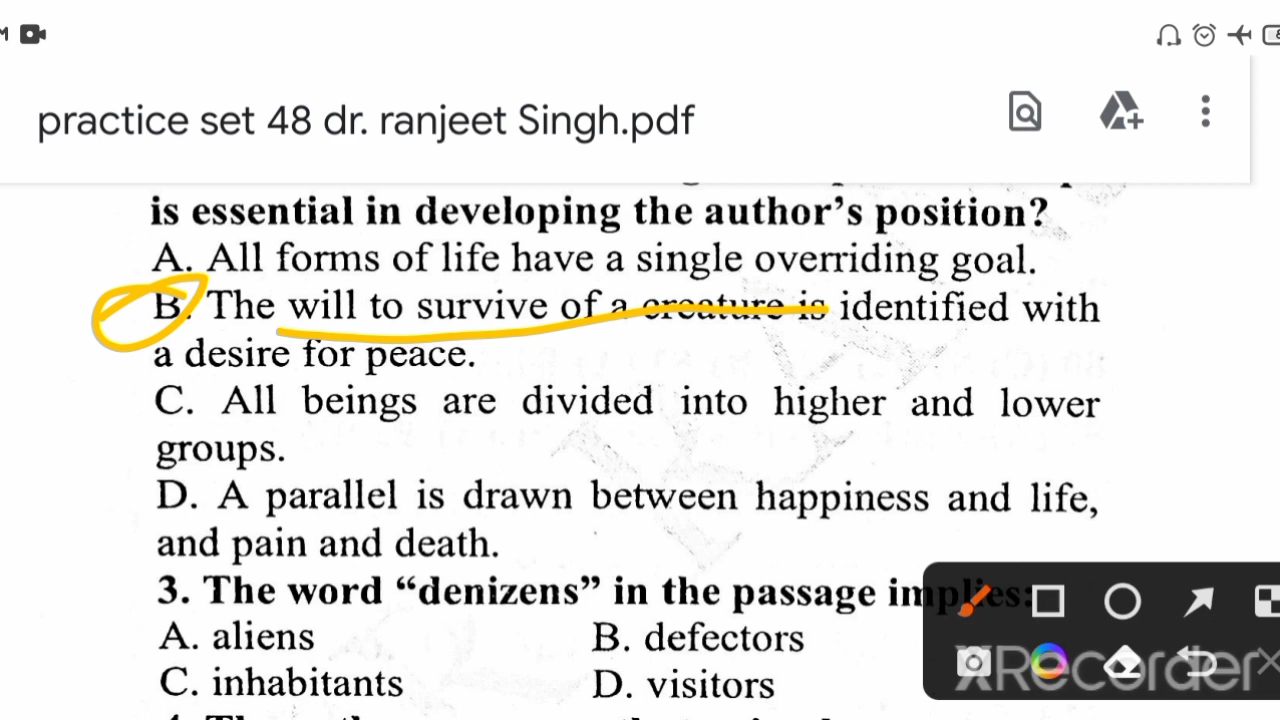 practice set 48 dr. ranjeet Singh.pdf
is essential in developing the author's position?
A. All forms of life have a single overriding goal.
B. The will to survive of a creature is identified with
a desire for peace.
C. All beings are divided into higher and lower
groups.
D. A parallel is drawn between happiness and life,
and pain and death.
3. The word “denizens” in the passage implies:
A. aliens B. defectors
C. inhabitants D. visitors
XRecorder